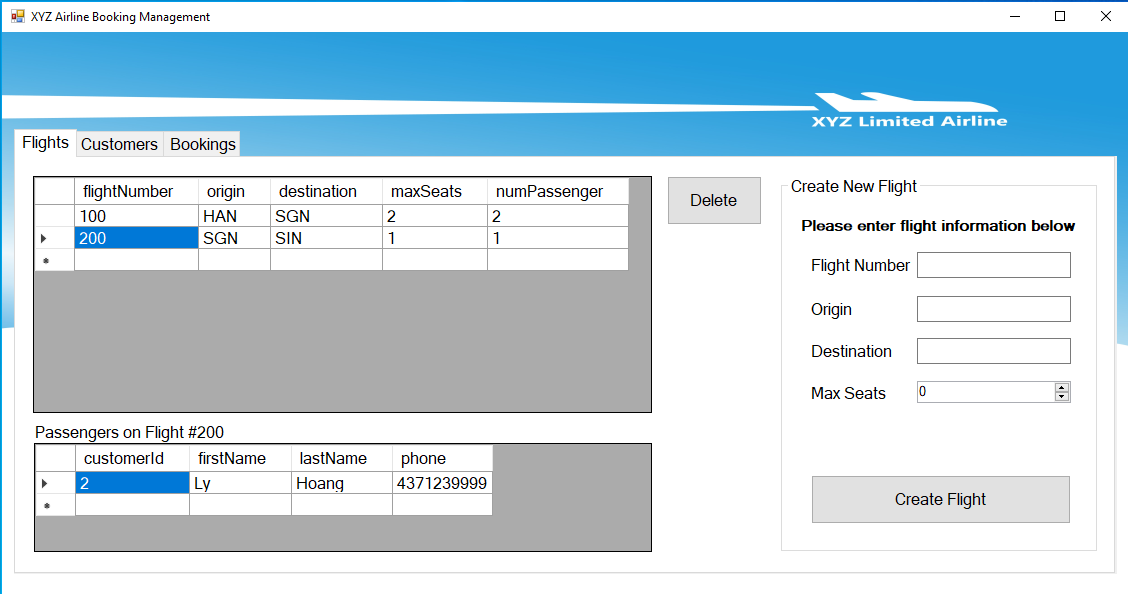 XYZ Airline Booking Management
XYZ Limited Airline
Flights Customers Bookings
flightNumber origin destination maxSeats numPassenger
100 HAN SGN 2 2
200 SGN SIN 1 1
Delete
Passengers on Flight #200
customerId firstName lastName phone
2 Ly Hoang 4371239999
Create New Flight
Please enter flight information below
Flight Number
Origin
Destination
Max Seats 0
Create Flight